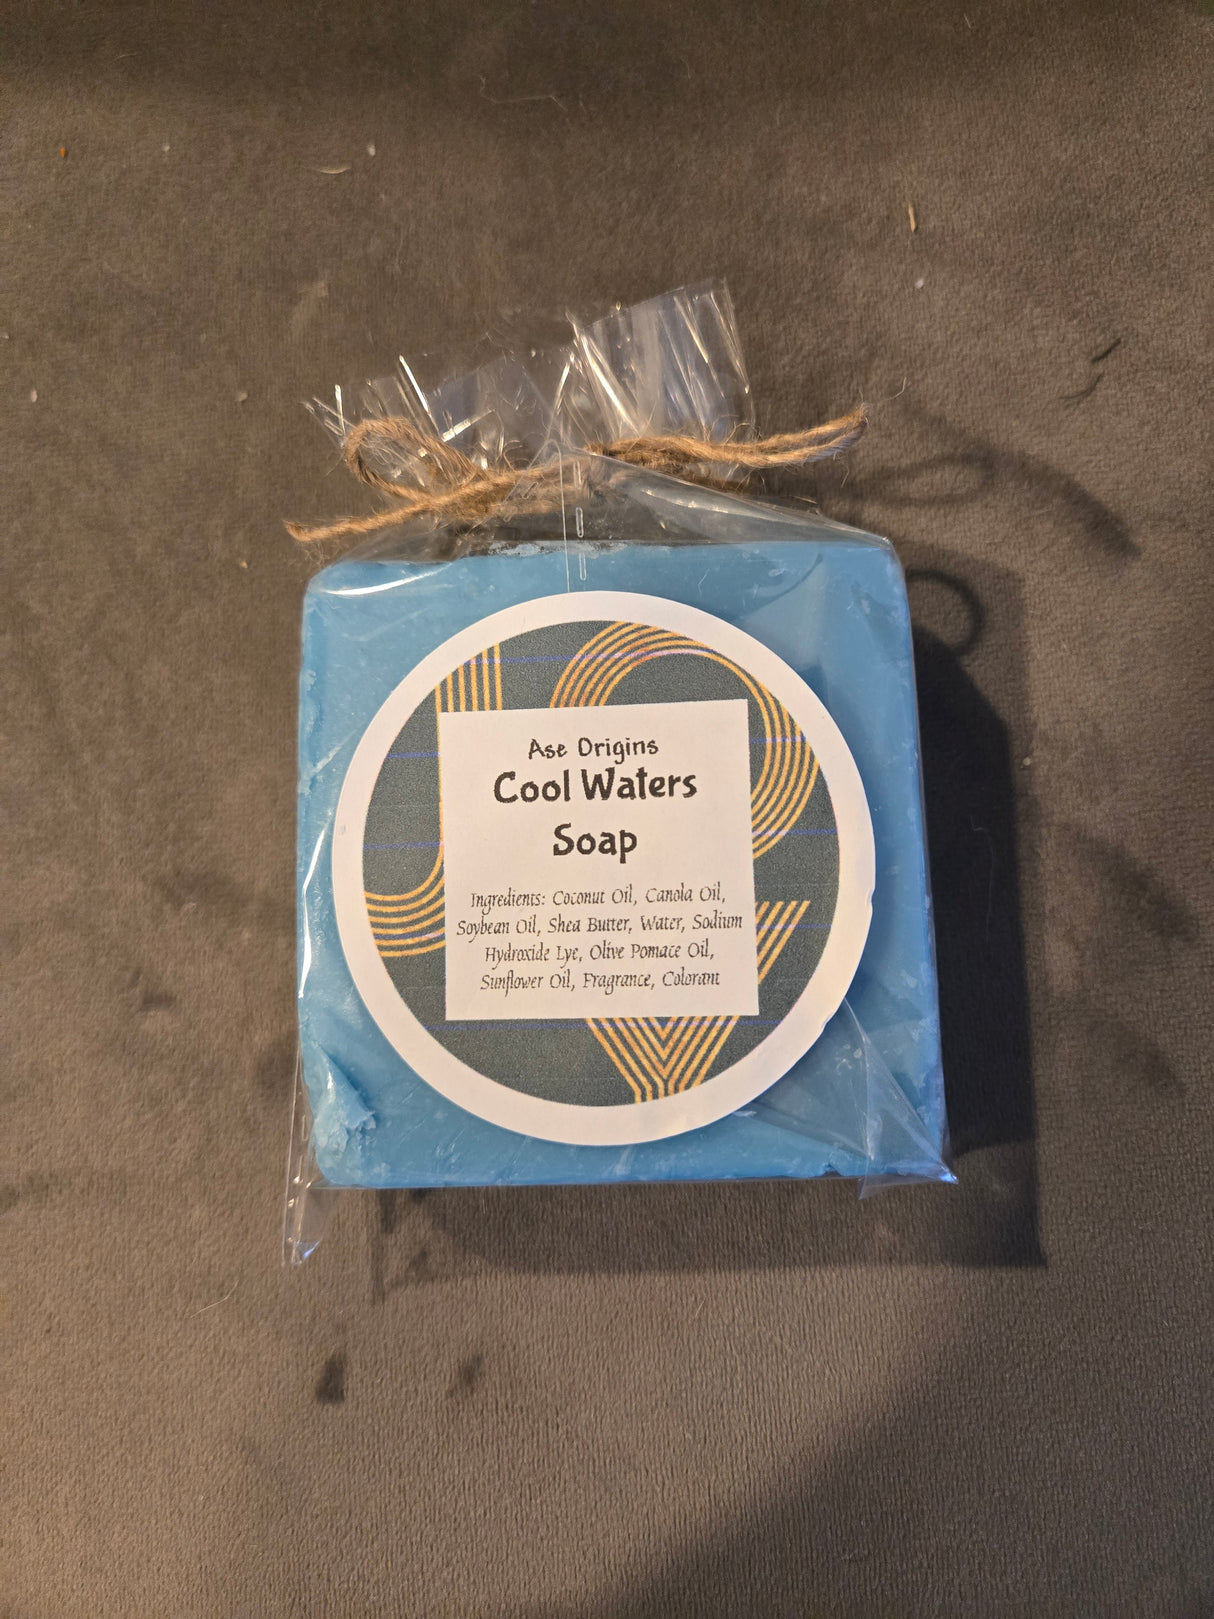 Ase Origins
Cool Waters
Soap
Ingredients: Coconut Oil, Canola Oil,
Soybean Oil, Shea Butter, Water, Sodium
Hydroxide Lye, Olive Pomace Oil,
Sunflower Oil, Fragrance, Colorant